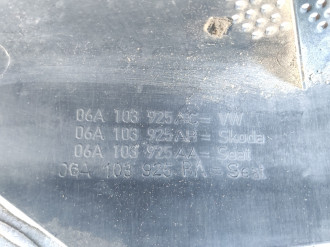 06A 103 925 = VW
06A 103 925 AH = Skoda
06A 103 925 AA = Seat
06A 103 925 = Seat